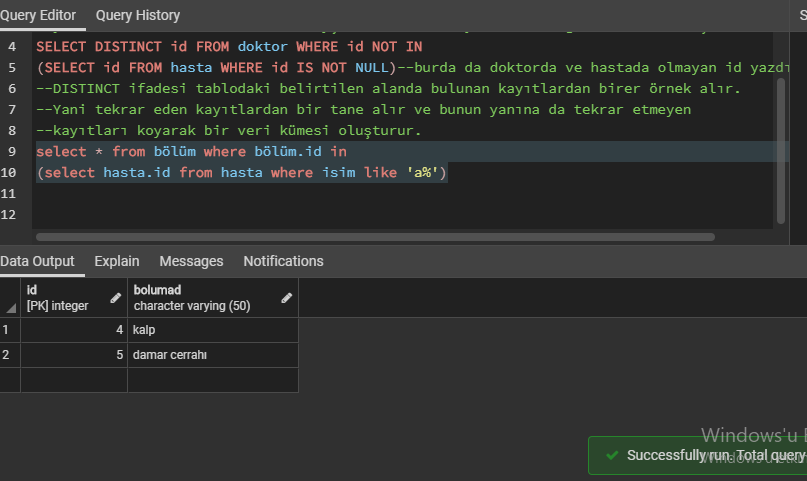 Query Editor Query History
4 SELECT DISTINCT id FROM doktor WHERE id NOT IN
5 (SELECT id FROM hasta WHERE id IS NOT NULL)--burda da doktorda ve hastada olmayan id yazdı
6 --DISTINCT ifadesi tablodaki belirtilen alanda bulunan kayıtlardan birer örnek alır.
7 --Yani tekrar eden kayıtlardan bir tane alır ve bunun yanına da tekrar etmeyen
8 --kayıtları koyarak bir veri kümesi oluşturur.
9 select * from bölüm where bölüm.id in
10 (select hasta.id from hasta where isim like 'a%')
11
12
Data Output Explain Messages Notifications
id bolumad
[PK] integer character varying (50)
1 4 kalp
2 5 damar cerrahı
Windows'u
Successfully run. Total query